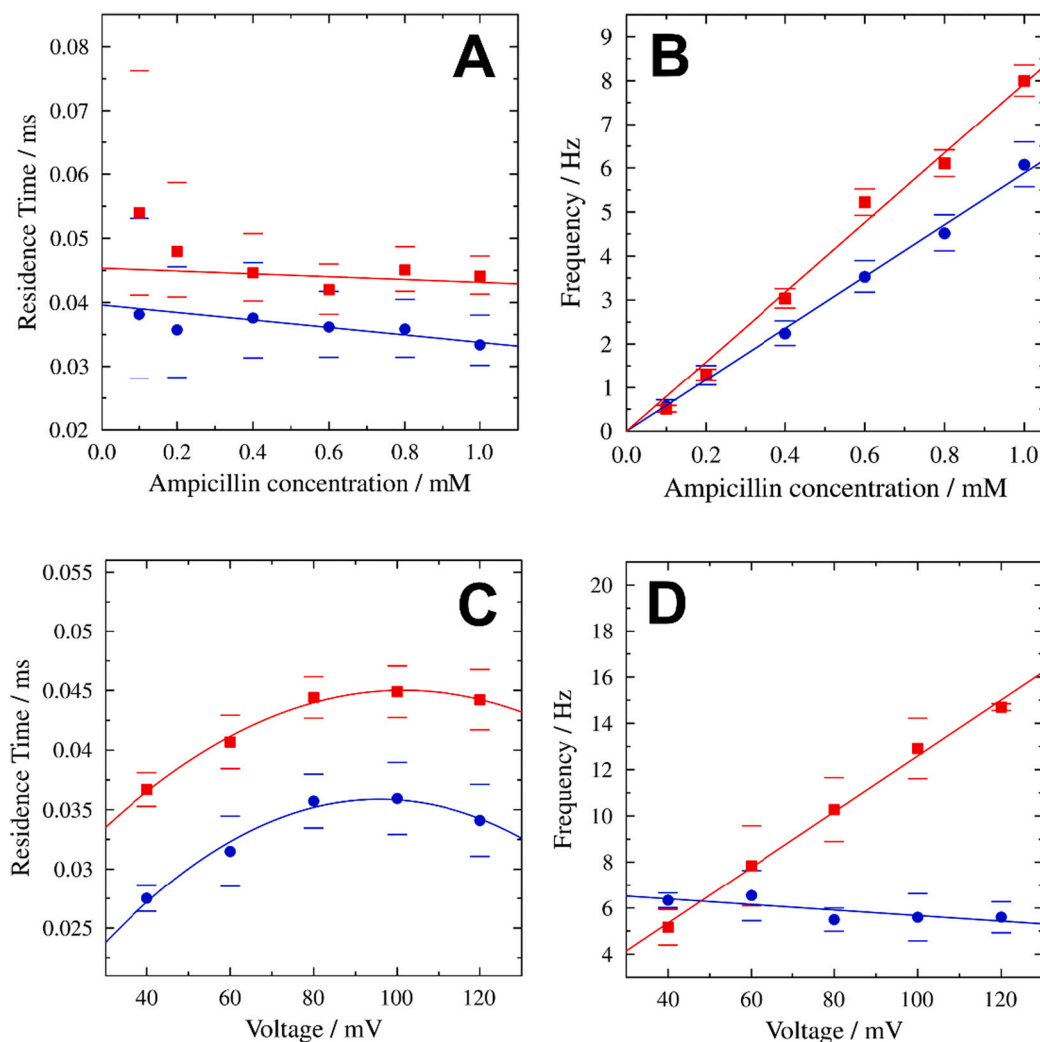 A
Residence Time / ms
0.08
0.07
0.06
0.05
0.04
0.03
0.02
0.0 0.2 0.4 0.6 0.8 1.0
Ampicillin concentration / mM
B
Frequency / Hz
9
8
7
6
5
4
3
2
1
0
0.0 0.2 0.4 0.6 0.8 1.0
Ampicillin concentration / mM
C
Residence Time / ms
0.055
0.05
0.045
0.04
0.035
0.03
0.025
40 60 80 100 120
Voltage / mV
D
Frequency / Hz
20
18
16
14
12
10
8
6
4
40 60 80 100 120
Voltage / mV